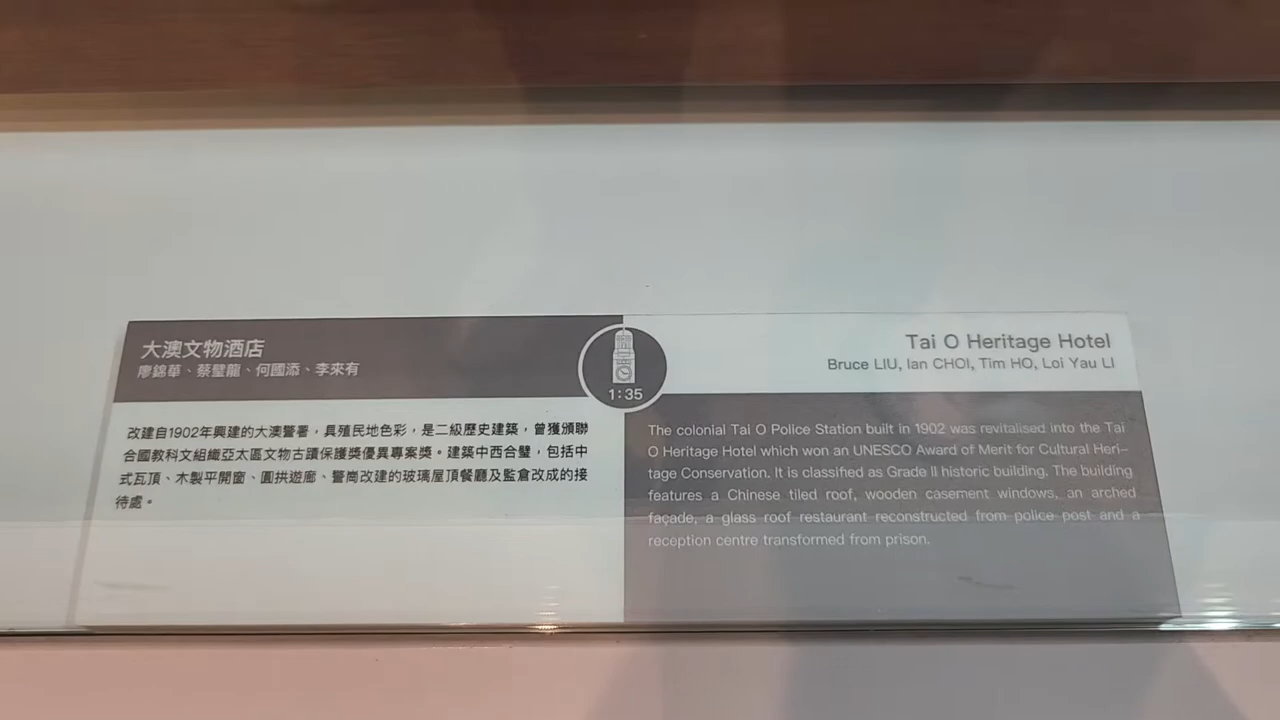 大澳文物酒店
廖錦華、蔡璧龍、何國添、李來有
改建自1902年興建的大澳警署，具殖民地色彩，是二級歷史建築，曾獲頒聯
合國教科文組織亞太區文物古蹟保護獎優異專案獎。建築中西合璧，包括中
式瓦頂、木製平開窗、圓拱遊廊、警崗改建的玻璃屋頂餐廳及監倉改成的接
待處。
1:35
Tai O Heritage Hotel
Bruce LIU, Ian CHOI, Tim HO, Loi Yau LI
The colonial Tai O Police Station built in 1902 was revitalised into the Tai
O Heritage Hotel which won an UNESCO Award of Merit for Cultural Heri-
tage Conservation. It is classified as Grade II historic building. The building
features a Chinese tiled roof, wooden casement windows, an arched
façade, a glass roof restaurant reconstructed from police post and a
reception centre transformed from prison.